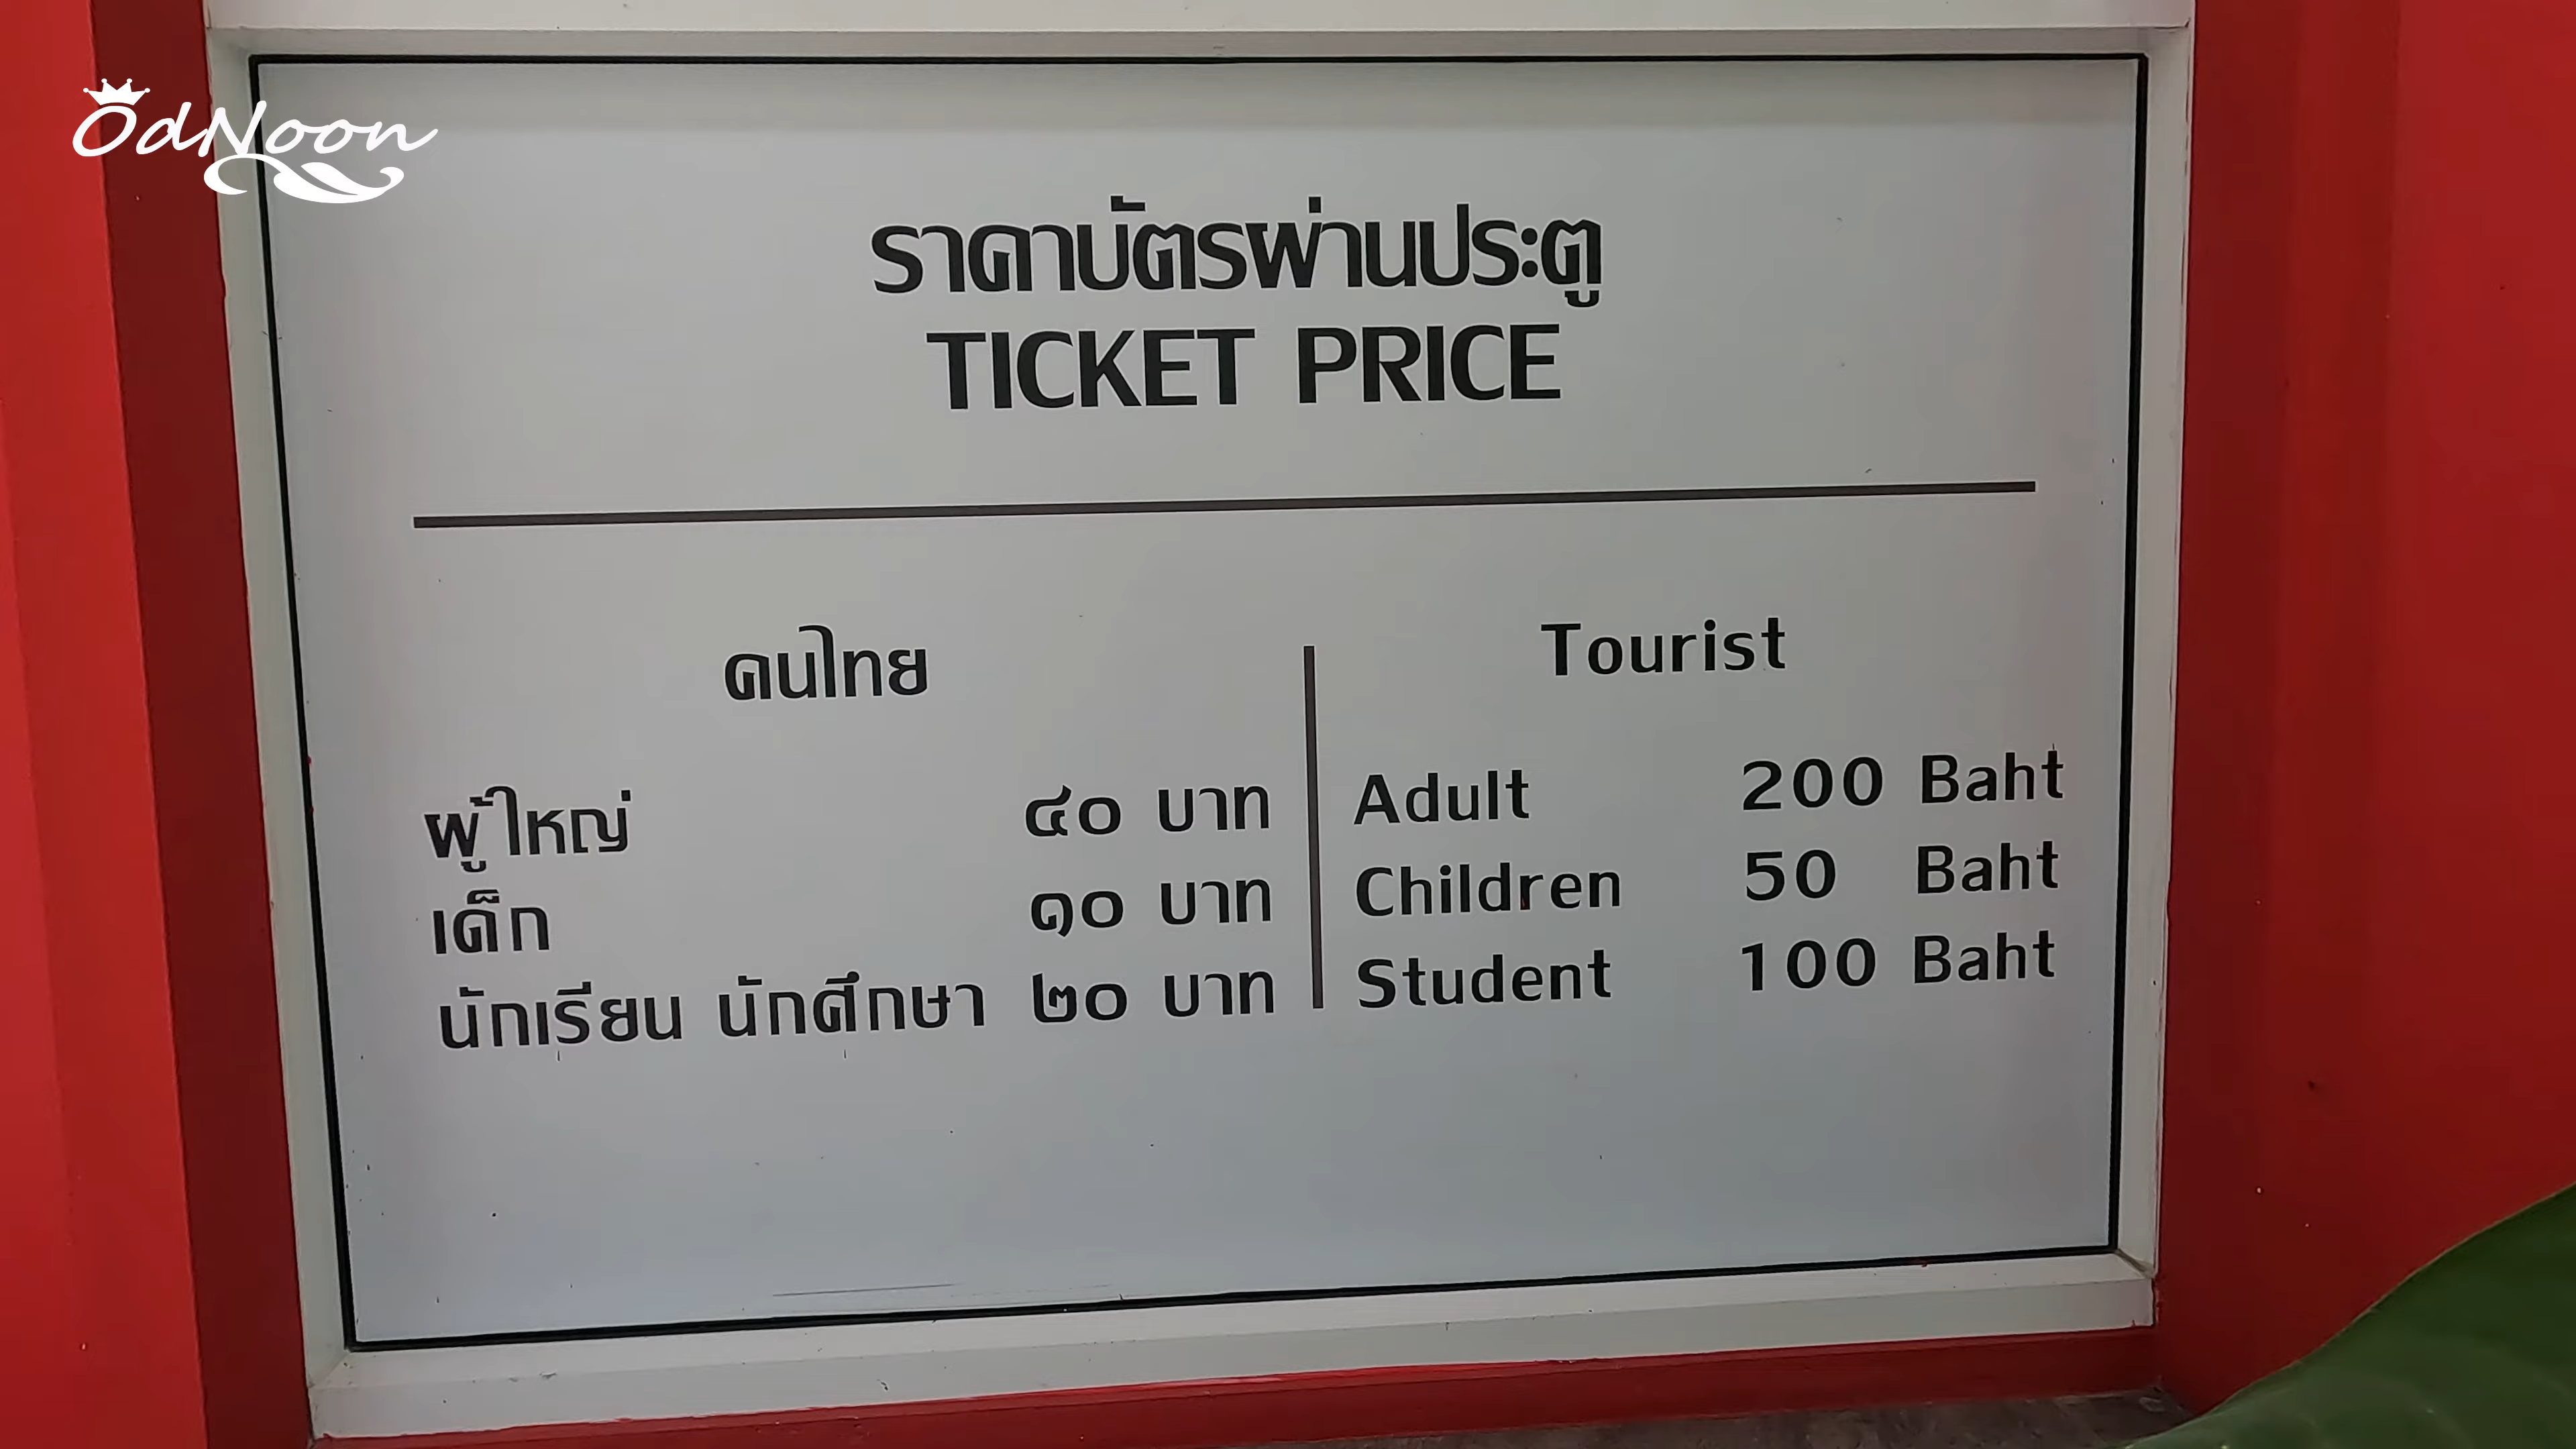 OdNoon
ราคาบัตรผ่านประตู
TICKET PRICE
คนไทย
ผู้ใหญ่ ๔๐ บาท
เด็ก ๑๐ บาท
นักเรียน นักศึกษา ๒๐ บาท
Tourist
Adult 200 Baht
Children 50 Baht
Student 100 Baht